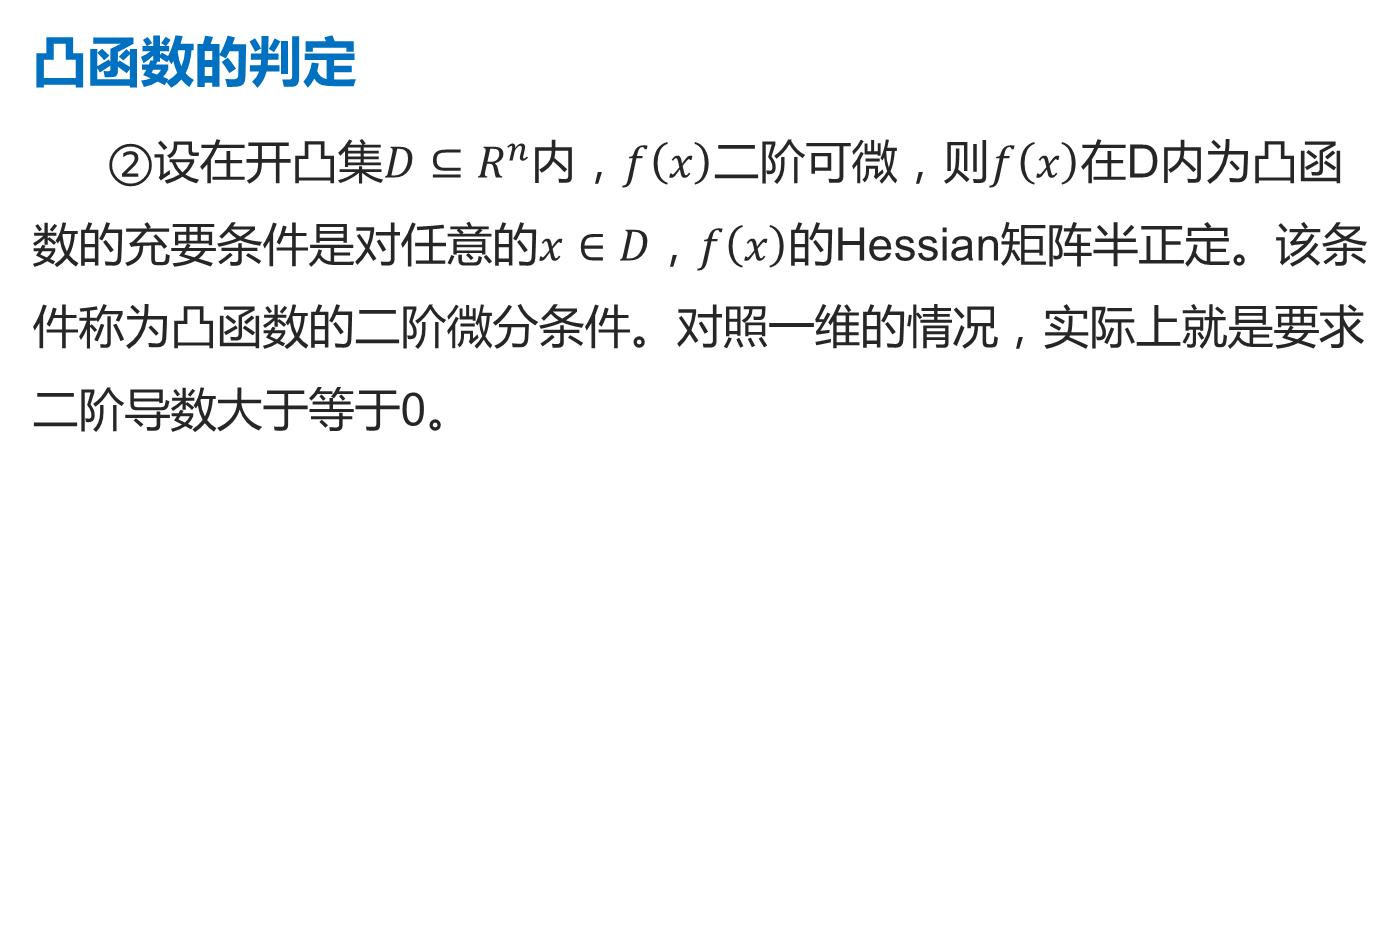 凸函数的判定
②设在开凸集D ⊆ Rⁿ内，f(x)二阶可微，则f(x)在D内为凸函
数的充要条件是对任意的x ∈ D，f(x)的Hessian矩阵半正定。该条
件称为凸函数的二阶微分条件。对照一维的情况，实际上就是要求
二阶导数大于等于0。